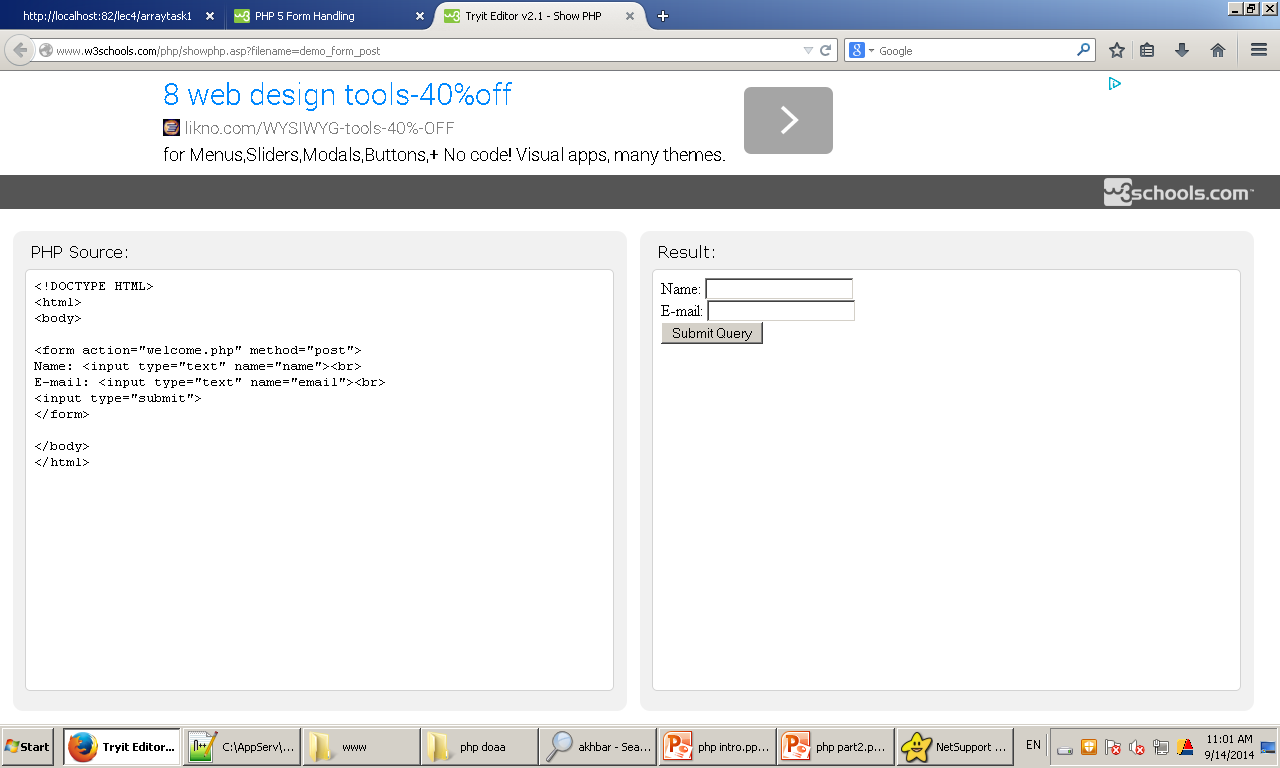 http://localhost:82/lec4/arraytask/
PHP 5 Form Handling
Tryit Editor v2.1 - Show PHP
www.w3schools.com/php/showphp.asp?filename=demo_form_post
Google
8 web design tools-40%off
likno.com/WYSIWYG-tools-40%-OFF
for Menus,Sliders,Modals,Buttons,+ No code! Visual apps, many themes.
w3schools.com
PHP Source:
<!DOCTYPE HTML>
<html>
<body>
<form action="welcome.php" method="post">
Name: <input type="text" name="name"><br>
E-mail: <input type="text" name="email"><br>
<input type="submit">
</form>
</body>
</html>
Result:
Name:
E-mail:
Submit Query
Start
Tryit Editor...
C:\AppServ\...
www
php doaa
akhbar - Sea...
php intro.pp...
php part2.p...
NetSupport ...
EN
11:01 AM
9/14/2014